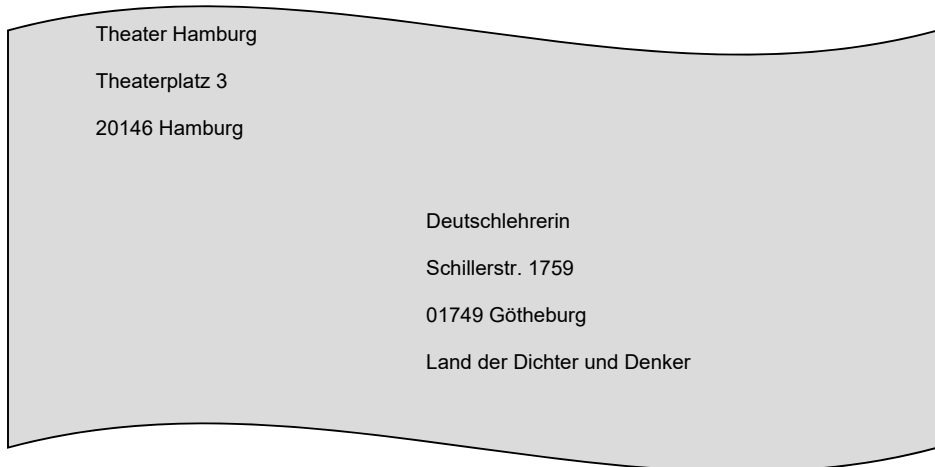 Theater Hamburg
Theaterplatz 3
20146 Hamburg
Deutschlehrerin
Schillerstr. 1759
01749 Götheburg
Land der Dichter und Denker